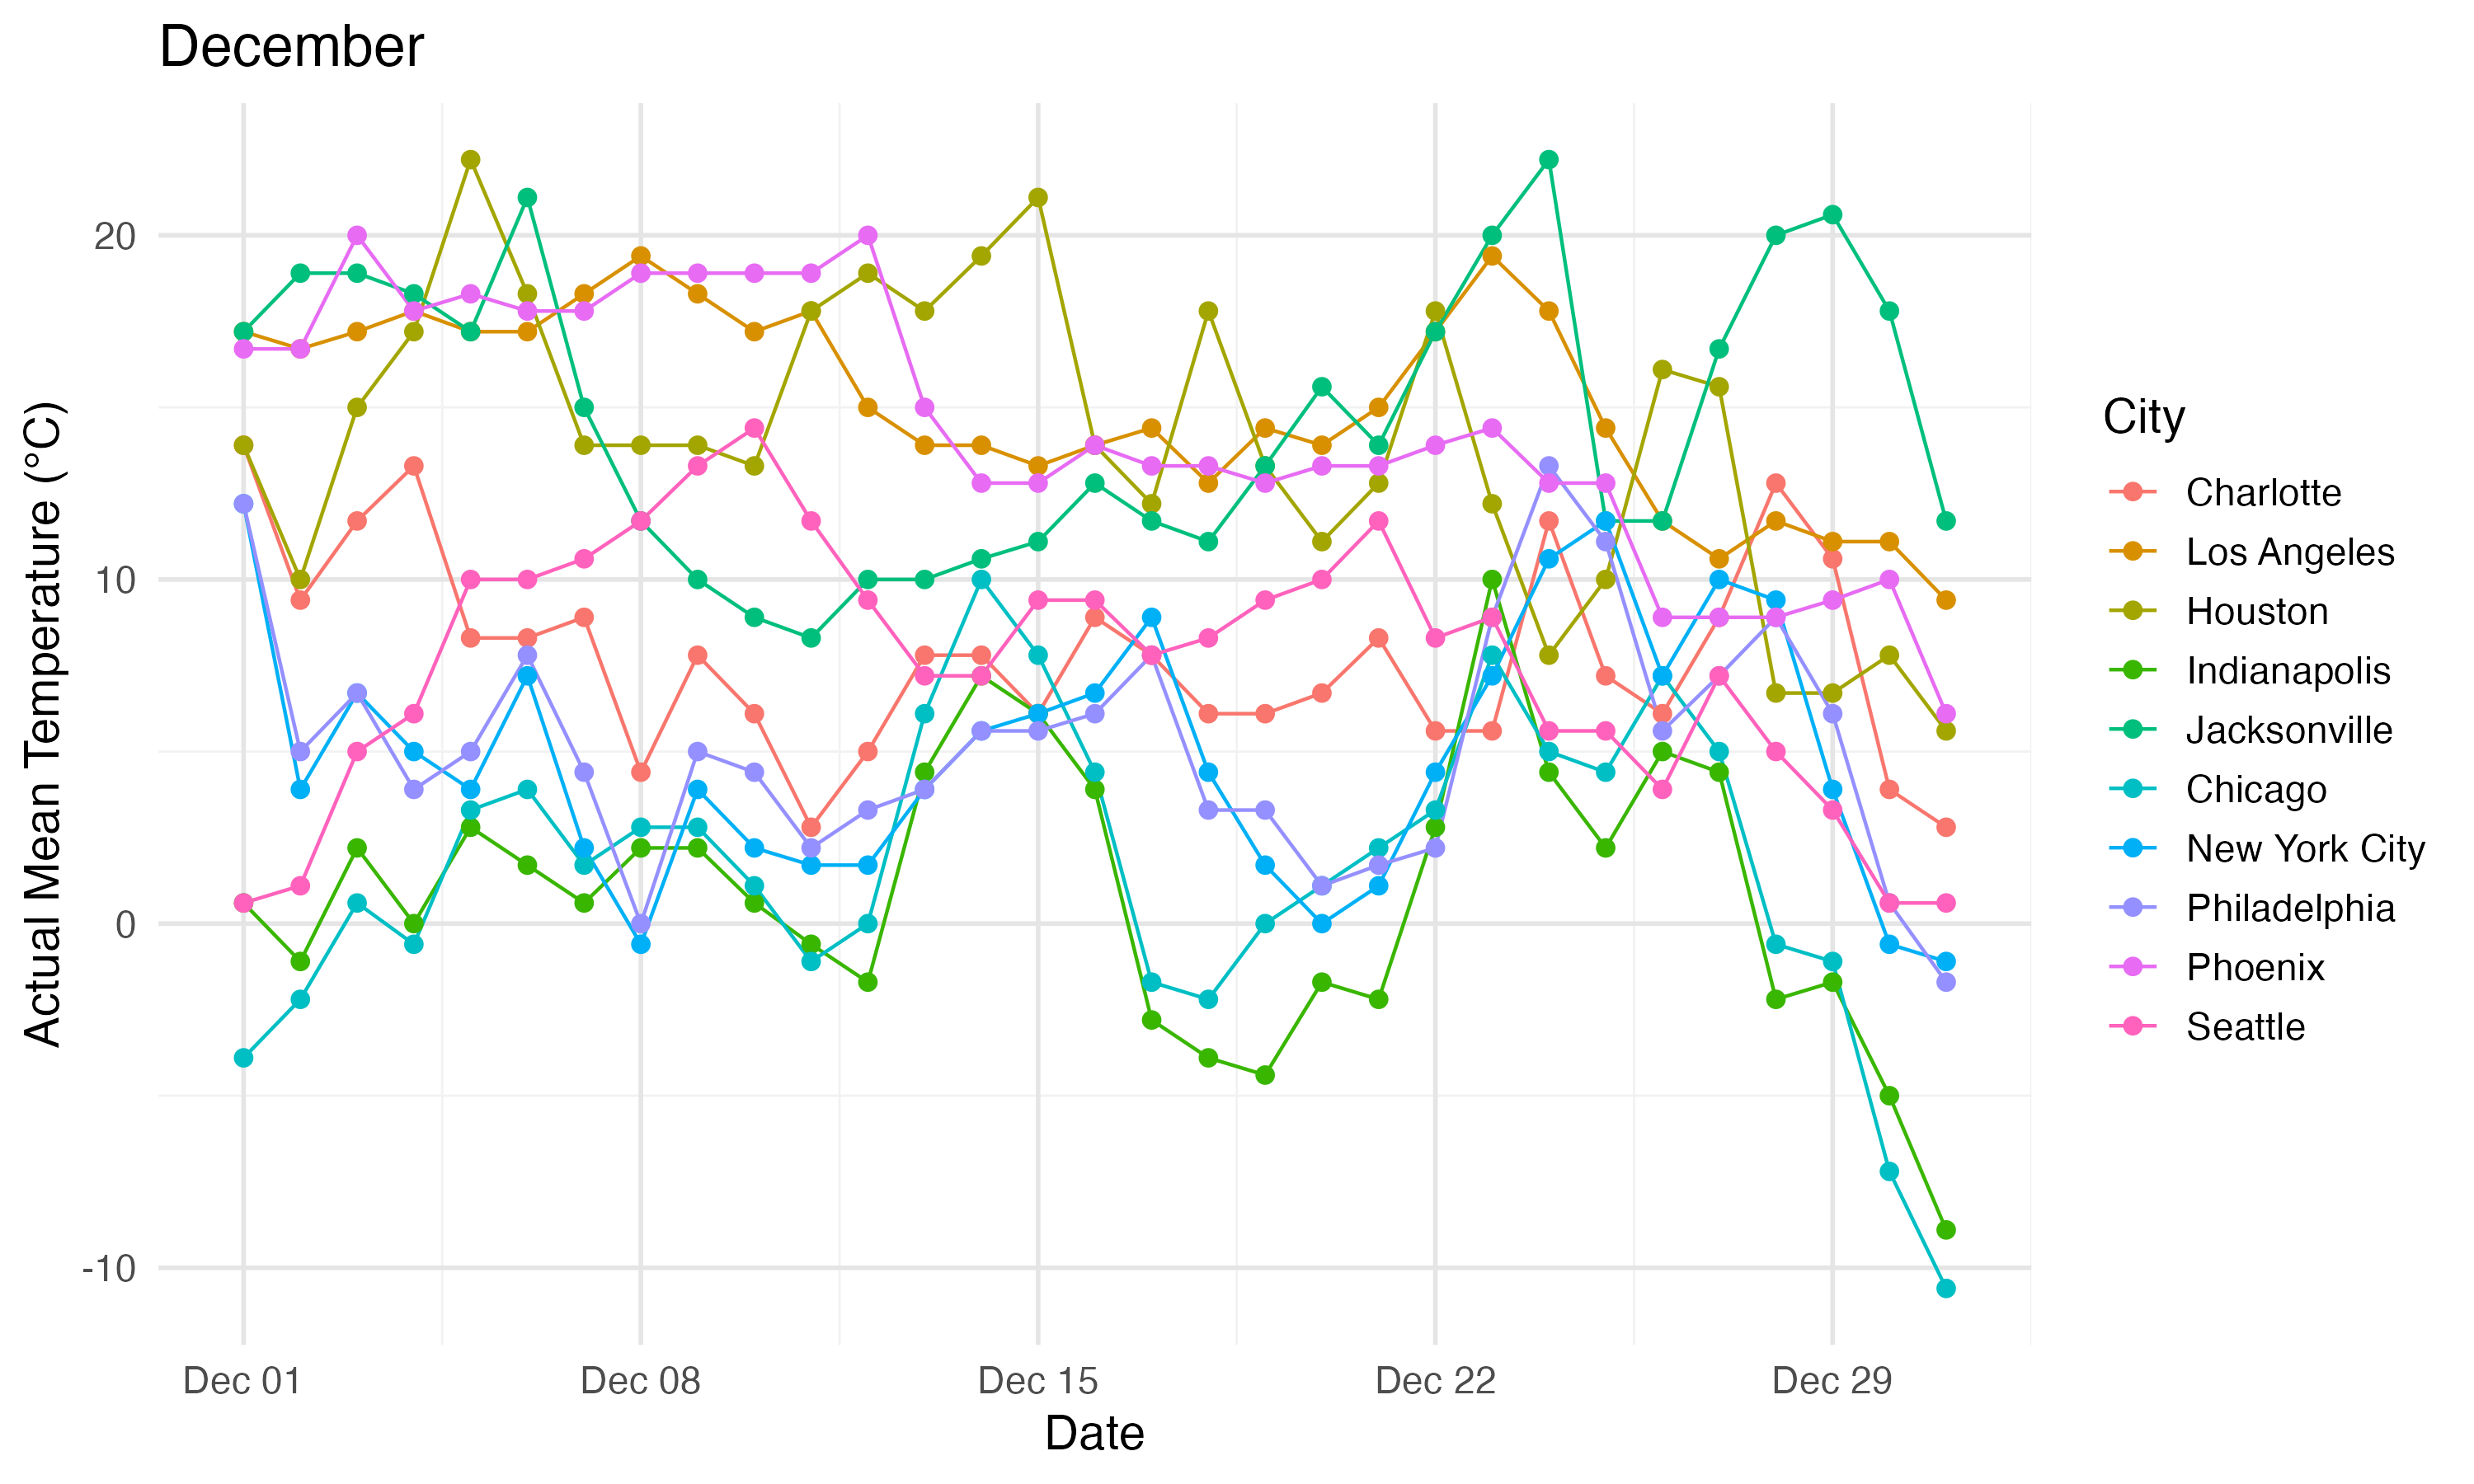 December
Actual Mean Temperature (°C)
20
10
0
-10
Dec 01
Dec 08
Dec 15
Dec 22
Dec 29
Date
City
Charlotte
Los Angeles
Houston
Indianapolis
Jacksonville
Chicago
New York City
Philadelphia
Phoenix
Seattle